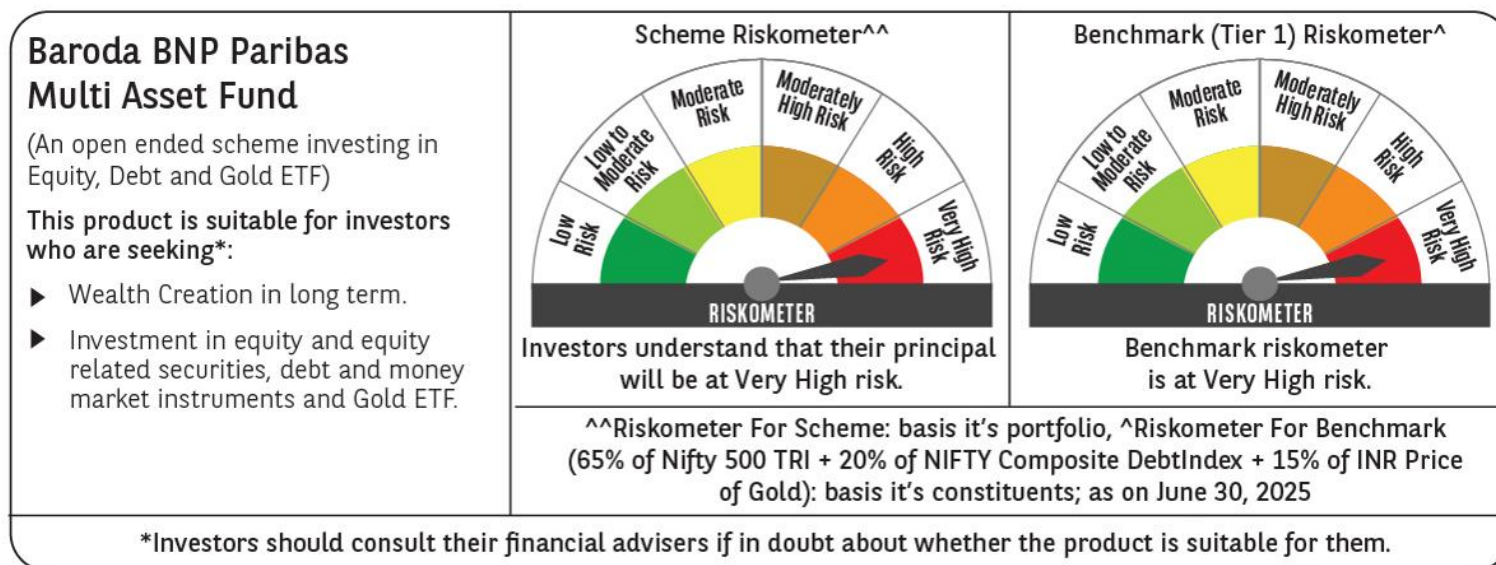 Baroda BNP Paribas
Multi Asset Fund
(An open ended scheme investing in
Equity, Debt and Gold ETF)
This product is suitable for investors
who are seeking*:
▶ Wealth Creation in long term.
▶ Investment in equity and equity
related securities, debt and money
market instruments and Gold ETF.
Scheme Riskometer^^
Low
Risk
Low to
Moderate
Risk
Moderate
Risk
Moderately
High Risk
High
Risk
Very High
Risk
RISKOMETER
Investors understand that their principal
will be at Very High risk.
Benchmark (Tier 1) Riskometer^
Low
Risk
Low to
Moderate
Risk
Moderate
Risk
Moderately
High Risk
High
Risk
Very High
Risk
RISKOMETER
Benchmark riskometer
is at Very High risk.
^^Riskometer For Scheme: basis it's portfolio, ^Riskometer For Benchmark
(65% of Nifty 500 TRI + 20% of NIFTY Composite DebtIndex + 15% of INR Price
of Gold): basis it's constituents; as on June 30, 2025
*Investors should consult their financial advisers if in doubt about whether the product is suitable for them.